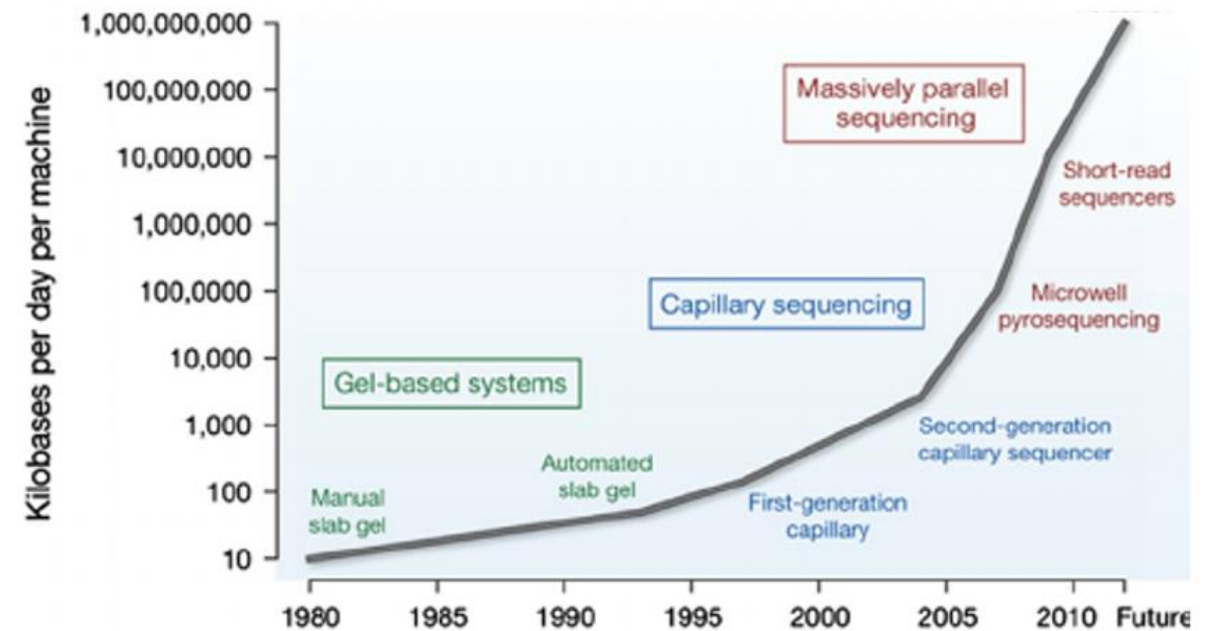 Kilobases per day per machine
1,000,000,000
100,000,000
10,000,000
1,000,000
100,0000
10,000
1,000
100
10
Massively parallel
sequencing
Short-read
sequencers
Capillary sequencing
Microwell
pyrosequencing
Gel-based systems
Second-generation
capillary sequencer
Automated
slab gel
Manual
slab gel
First-generation
capillary
1980 1985 1990 1995 2000 2005 2010 Future